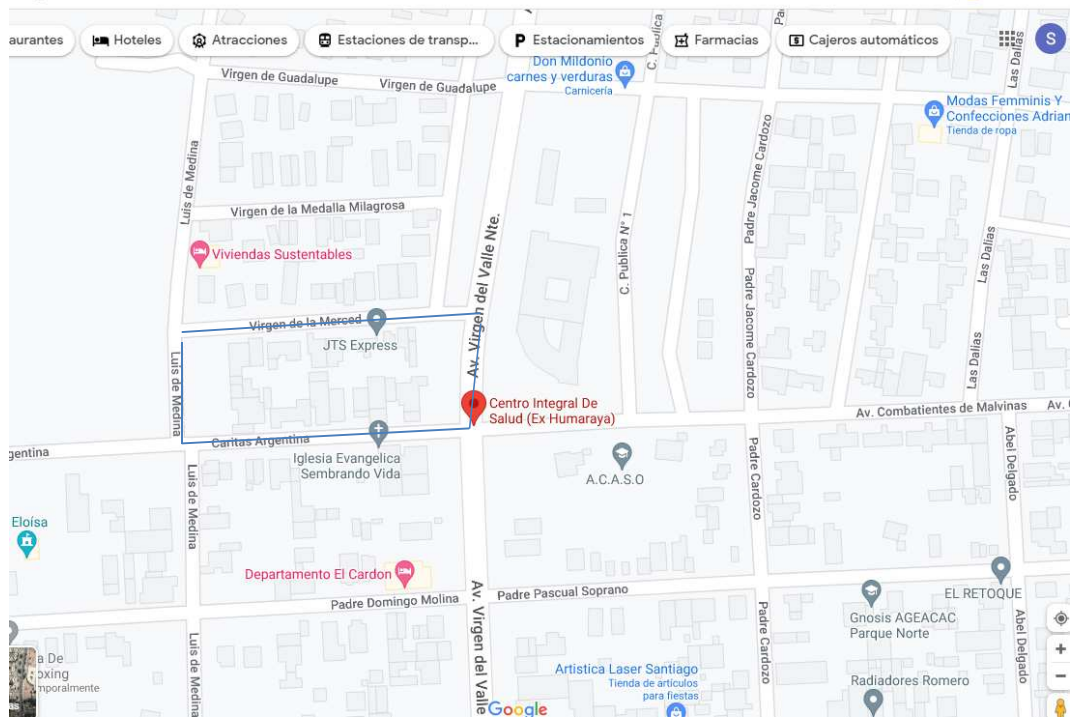 aurantes
Hoteles
Atracciones
Estaciones de transp...
Estacionamientos
Farmacias
Cajeros automáticos
S
Virgen de Guadalupe
Virgen de Guadalupe
Don Mildonio
carnes y verduras
Carnicería
C. Publica
Las Dalias
Modas Femminis Y
Confecciones Adrian
Tienda de ropa
Luis de Medina
Virgen de la Medalla Milagrosa
Viviendas Sustentables
Av. Virgen del Valle Nte.
C. Publica N° 1
Padre Jacome Cardozo
Padre Jacome Cardozo
Las Dalias
Las Dalias
Virgen de la Merced
JTS Express
Luis de Medina
Centro Integral De
Salud (Ex Humaraya)
Av. Combatientes de Malvinas
Av.
gentina
Caritas Argentina
Iglesia Evangelica
Sembrando Vida
A.C.A.S.O
Padre Cardozo
Abel Delgado
Luis de Medina
Eloísa
Departamento El Cardon
Padre Domingo Molina
Av. Virgen del Valle
Padre Pascual Soprano
EL RETOQUE
Gnosis AGEACAC
Parque Norte
Padre Cardozo
Abel Delgado
Luis de Medina
a De
oxing
mporalmente
Artistica Laser Santiago
Tienda de artículos
para fiestas
Radiadores Romero
Google